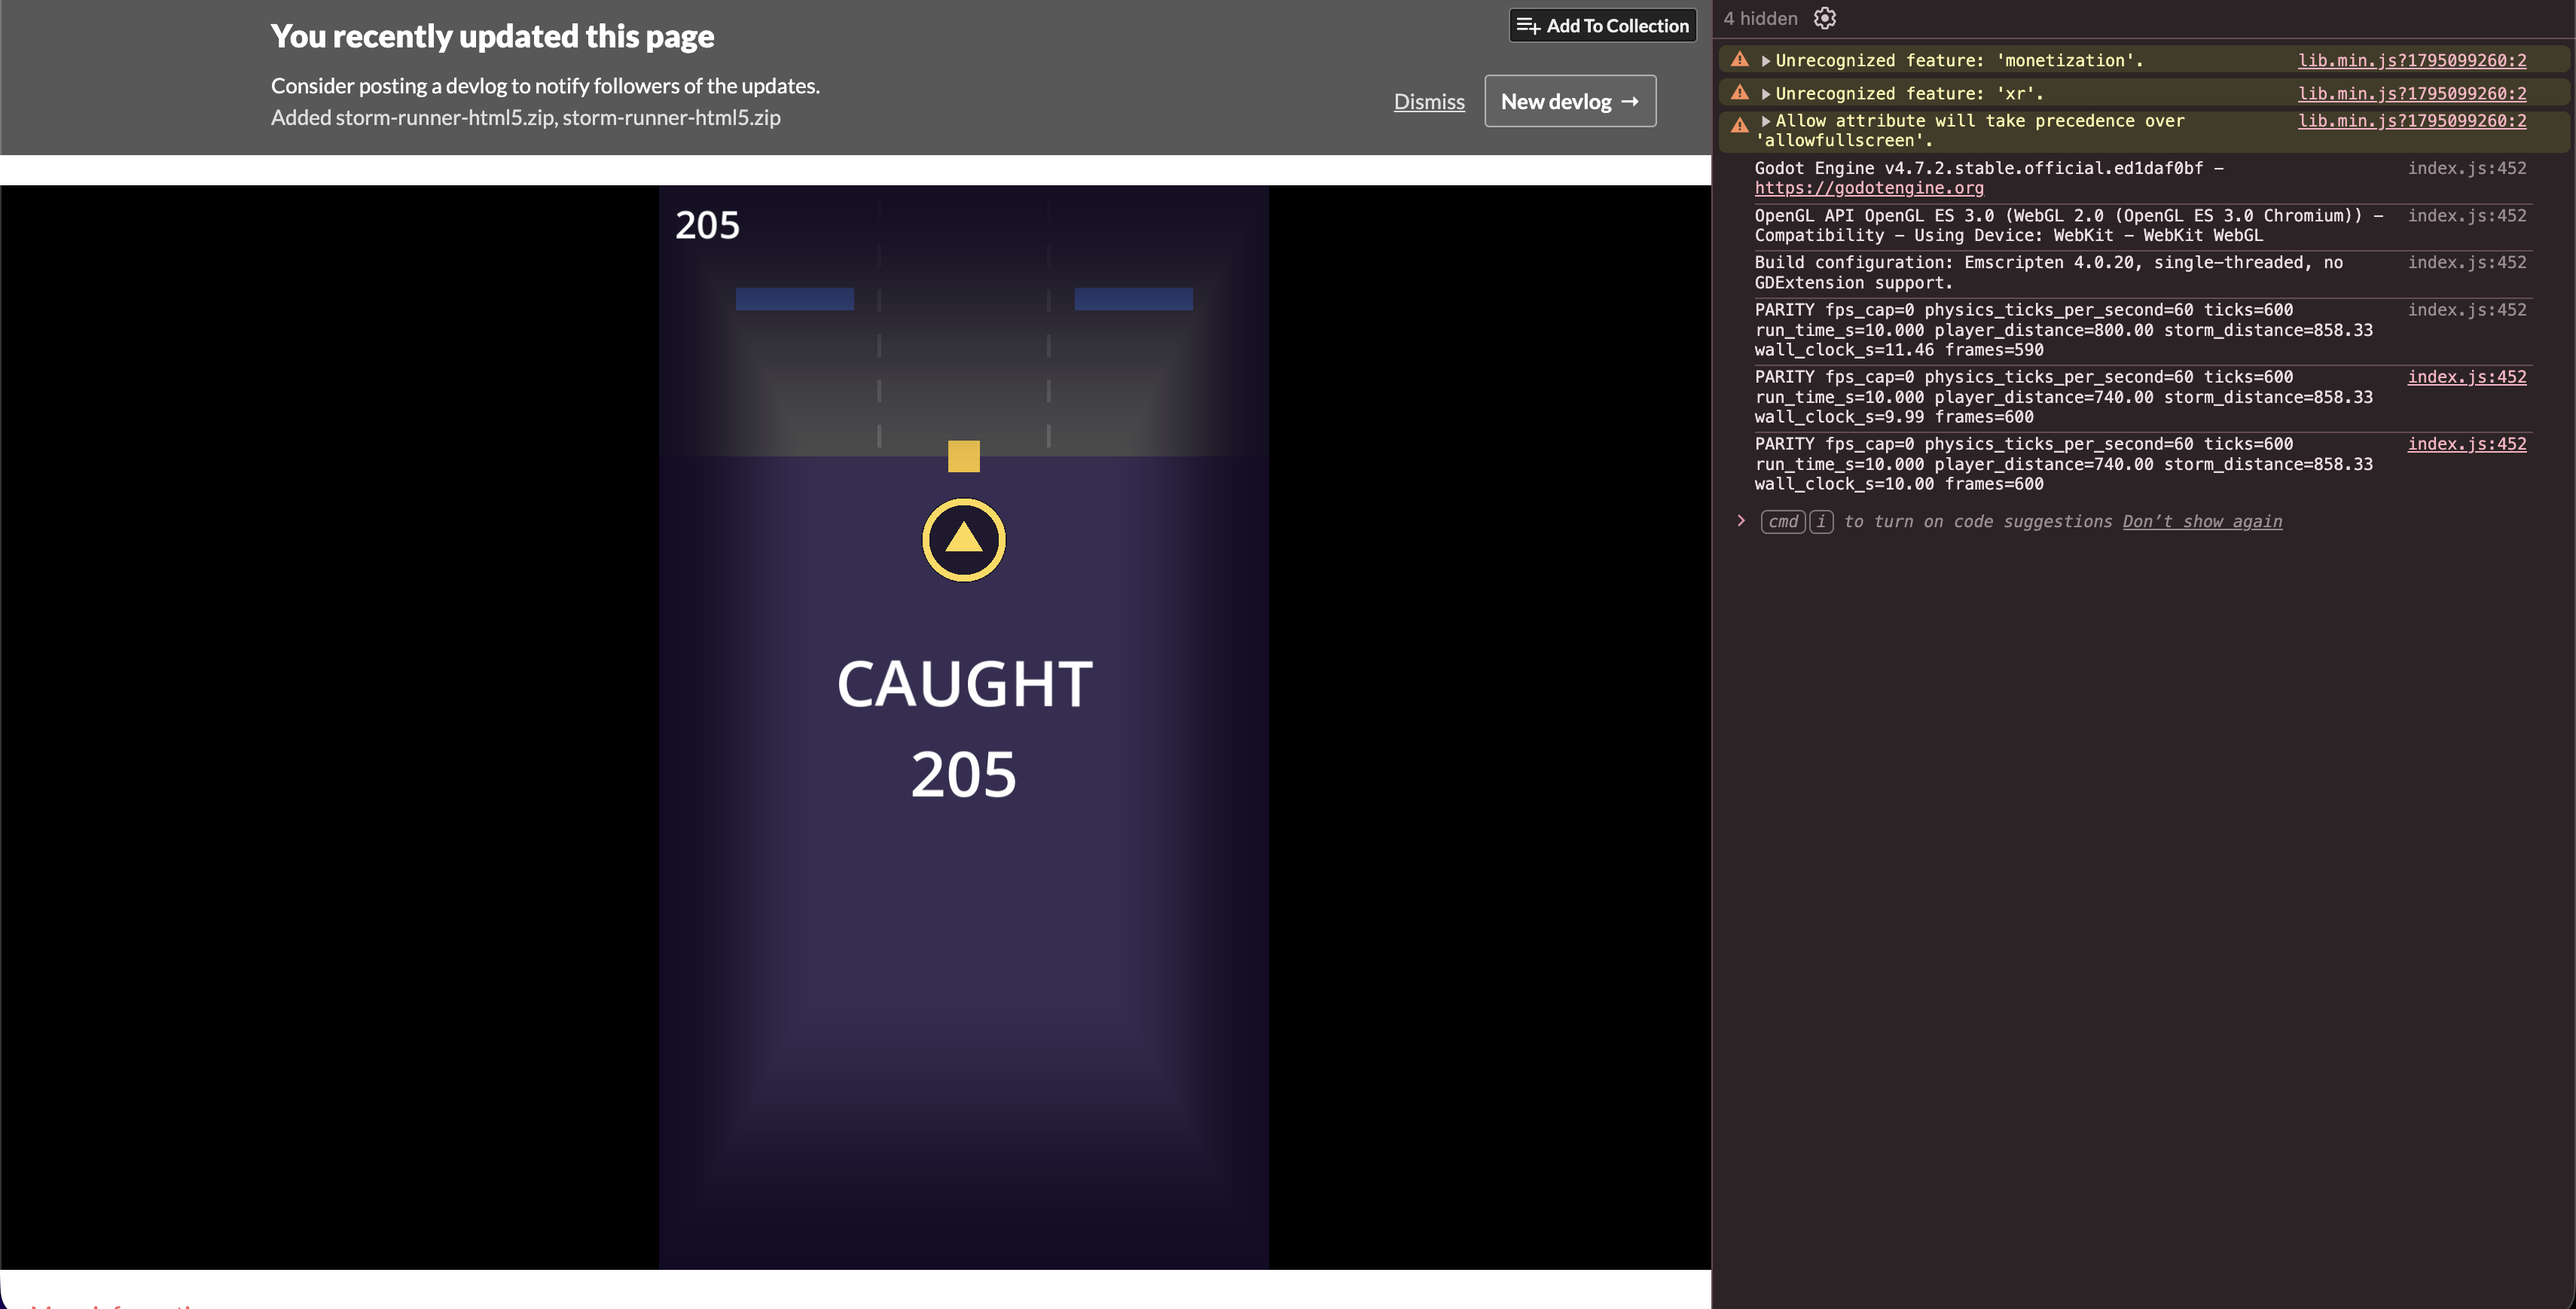 You recently updated this page
Add To Collection
Consider posting a devlog to notify followers of the updates.
Added storm-runner-html5.zip, storm-runner-html5.zip
Dismiss
New devlog →
205
CAUGHT
205
4 hidden
Unrecognized feature: 'monetization'. lib.min.js?1795099260:2
Unrecognized feature: 'xr'. lib.min.js?1795099260:2
Allow attribute will take precedence over lib.min.js?1795099260:2
'allowfullscreen'.
Godot Engine v4.7.2.stable.official.ed1daf0bf – index.js:452
https://godotengine.org
OpenGL API OpenGL ES 3.0 (WebGL 2.0 (OpenGL ES 3.0 Chromium)) – index.js:452
Compatibility – Using Device: WebKit – WebKit WebGL
Build configuration: Emscripten 4.0.20, single-threaded, no index.js:452
GDExtension support.
PARITY fps_cap=0 physics_ticks_per_second=60 ticks=600 index.js:452
run_time_s=10.000 player_distance=800.00 storm_distance=858.33
wall_clock_s=11.46 frames=590
PARITY fps_cap=0 physics_ticks_per_second=60 ticks=600 index.js:452
run_time_s=10.000 player_distance=740.00 storm_distance=858.33
wall_clock_s=9.99 frames=600
PARITY fps_cap=0 physics_ticks_per_second=60 ticks=600 index.js:452
run_time_s=10.000 player_distance=740.00 storm_distance=858.33
wall_clock_s=10.00 frames=600
cmd i to turn on code suggestions Don't show again